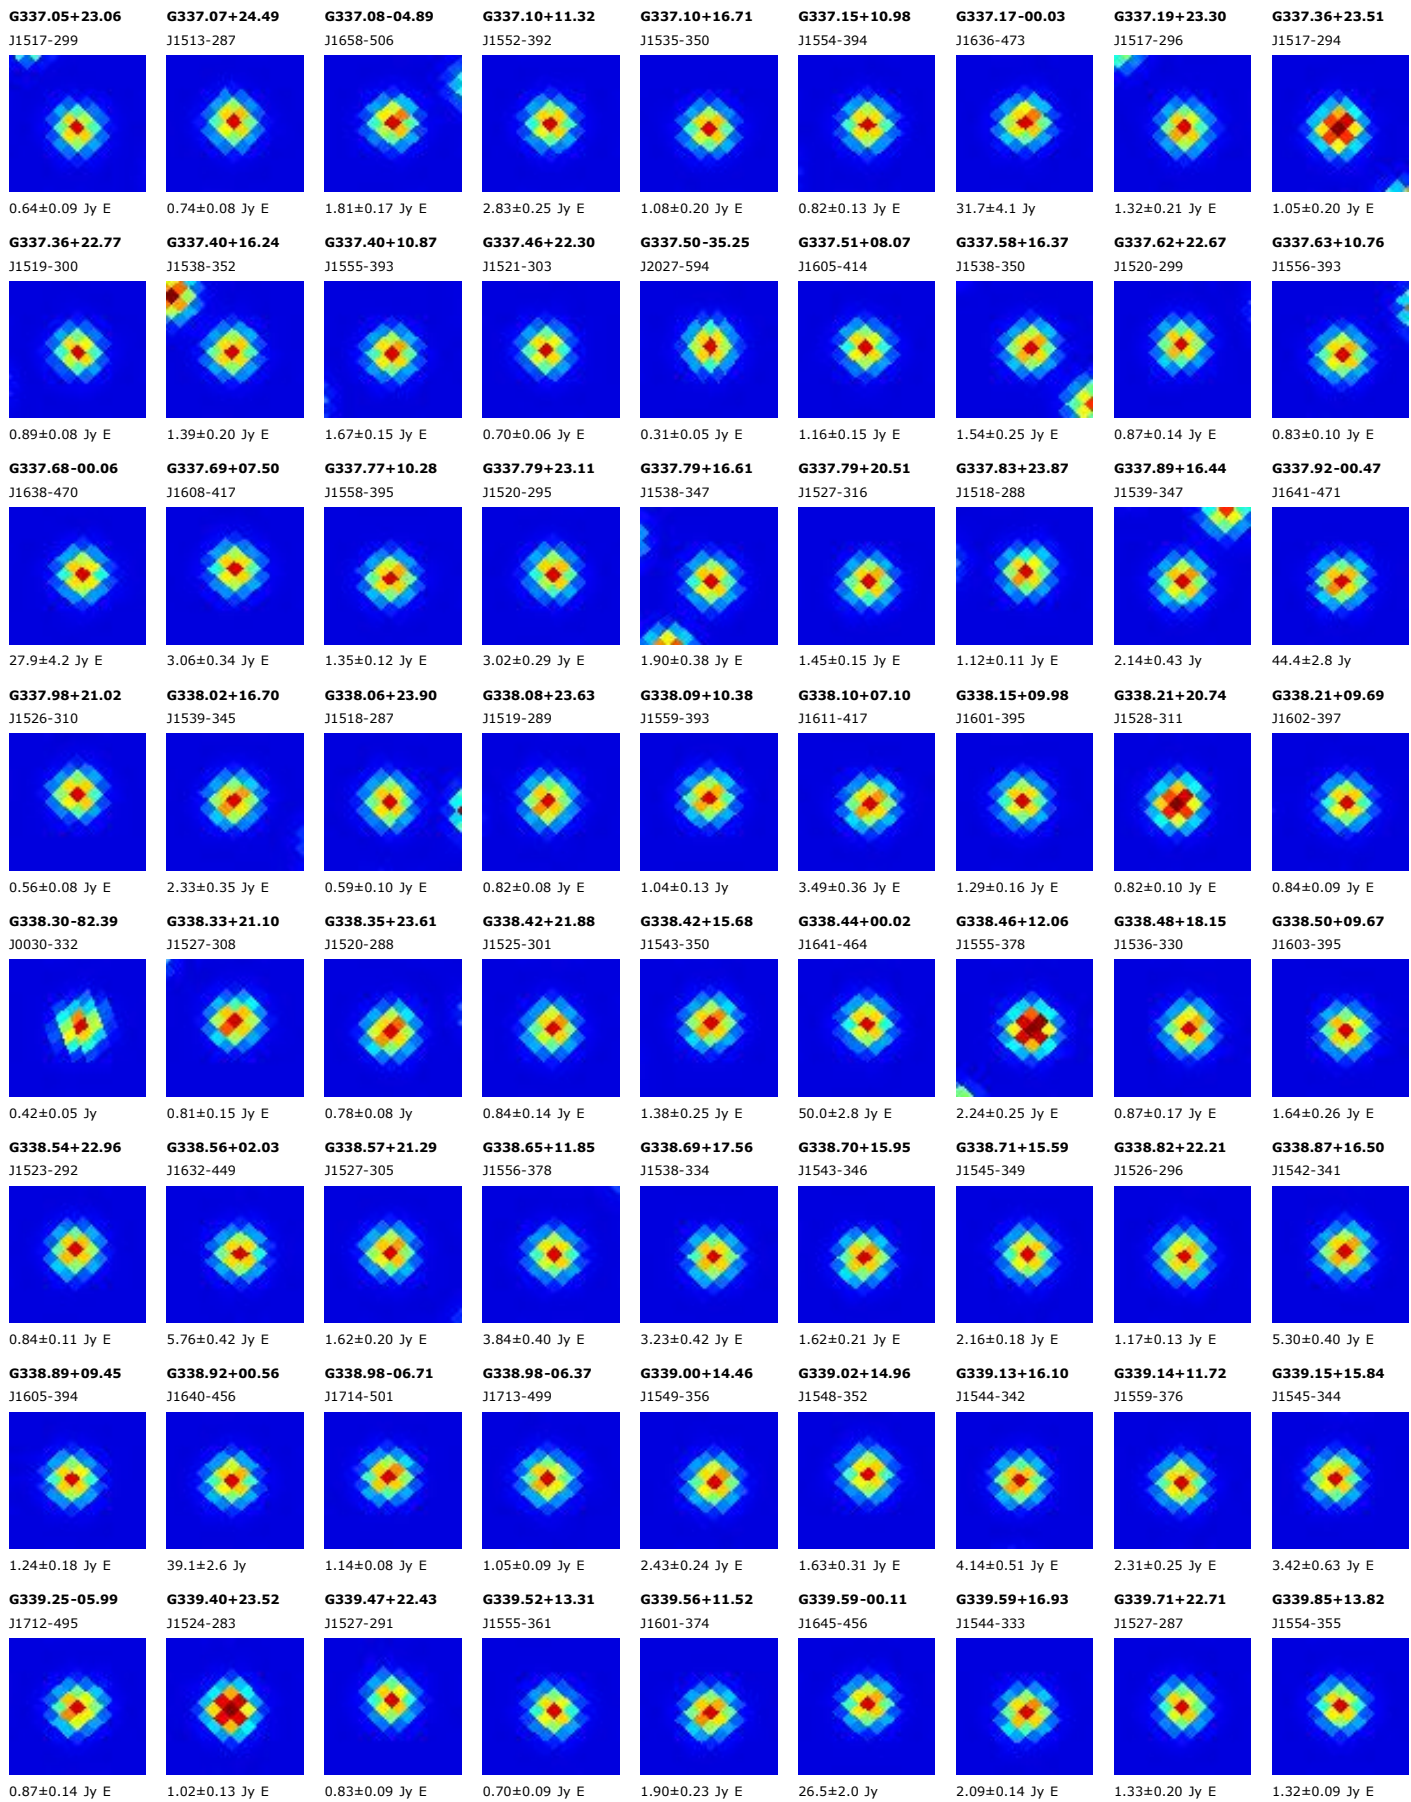 G337.05+23.06 G337.07+24.49 G337.08-04.89 G337.10+11.32 G337.10+16.71 G337.15+10.98 G337.17-00.03 G337.19+23.30 G337.36+23.51
J1517-299 J1513-287 J1658-506 J1552-392 J1535-350 J1554-394 J1636-473 J1517-296 J1517-294
0.64±0.09 Jy E 0.74±0.08 Jy E 1.81±0.17 Jy E 2.83±0.25 Jy E 1.08±0.20 Jy E 0.82±0.13 Jy E 31.7±4.1 Jy 1.32±0.21 Jy E 1.05±0.20 Jy E
G337.36+22.77 G337.40+16.24 G337.40+10.87 G337.46+22.30 G337.50-35.25 G337.51+08.07 G337.58+16.37 G337.62+22.67 G337.63+10.76
J1519-300 J1538-352 J1555-393 J1521-303 J2027-594 J1605-414 J1538-350 J1520-299 J1556-393
0.89±0.08 Jy E 1.39±0.20 Jy E 1.67±0.15 Jy E 0.70±0.06 Jy E 0.31±0.05 Jy E 1.16±0.15 Jy E 1.54±0.25 Jy E 0.87±0.14 Jy E 0.83±0.10 Jy E
G337.68-00.06 G337.69+07.50 G337.77+10.28 G337.79+23.11 G337.79+16.61 G337.79+20.51 G337.83+23.87 G337.89+16.44 G337.92-00.47
J1638-470 J1608-417 J1558-395 J1520-295 J1538-347 J1527-316 J1518-288 J1539-347 J1641-471
27.9±4.2 Jy E 3.06±0.34 Jy E 1.35±0.12 Jy E 3.02±0.29 Jy E 1.90±0.38 Jy E 1.45±0.15 Jy E 1.12±0.11 Jy E 2.14±0.43 Jy 44.4±2.8 Jy
G337.98+21.02 G338.02+16.70 G338.06+23.90 G338.08+23.63 G338.09+10.38 G338.10+07.10 G338.15+09.98 G338.21+20.74 G338.21+09.69
J1526-310 J1539-345 J1518-287 J1519-289 J1559-393 J1611-417 J1601-395 J1528-311 J1602-397
0.56±0.08 Jy E 2.33±0.35 Jy E 0.59±0.10 Jy E 0.82±0.08 Jy E 1.04±0.13 Jy 3.49±0.36 Jy E 1.29±0.16 Jy E 0.82±0.10 Jy E 0.84±0.09 Jy E
G338.30-82.39 G338.33+21.10 G338.35+23.61 G338.42+21.88 G338.42+15.68 G338.44+00.02 G338.46+12.06 G338.48+18.15 G338.50+09.67
J0030-332 J1527-308 J1520-288 J1525-301 J1543-350 J1641-464 J1555-378 J1536-330 J1603-395
0.42±0.05 Jy 0.81±0.15 Jy E 0.78±0.08 Jy 0.84±0.14 Jy E 1.38±0.25 Jy E 50.0±2.8 Jy E 2.24±0.25 Jy E 0.87±0.17 Jy E 1.64±0.26 Jy E
G338.54+22.96 G338.56+02.03 G338.57+21.29 G338.65+11.85 G338.69+17.56 G338.70+15.95 G338.71+15.59 G338.82+22.21 G338.87+16.50
J1523-292 J1632-449 J1527-305 J1556-378 J1538-334 J1543-346 J1545-349 J1526-296 J1542-341
0.84±0.11 Jy E 5.76±0.42 Jy E 1.62±0.20 Jy E 3.84±0.40 Jy E 3.23±0.42 Jy E 1.62±0.21 Jy E 2.16±0.18 Jy E 1.17±0.13 Jy E 5.30±0.40 Jy E
G338.89+09.45 G338.92+00.56 G338.98-06.71 G338.98-06.37 G339.00+14.46 G339.02+14.96 G339.13+16.10 G339.14+11.72 G339.15+15.84
J1605-394 J1640-456 J1714-501 J1713-499 J1549-356 J1548-352 J1544-342 J1559-376 J1545-344
1.24±0.18 Jy E 39.1±2.6 Jy 1.14±0.08 Jy E 1.05±0.09 Jy E 2.43±0.24 Jy E 1.63±0.31 Jy E 4.14±0.51 Jy E 2.31±0.25 Jy E 3.42±0.63 Jy E
G339.25-05.99 G339.40+23.52 G339.47+22.43 G339.52+13.31 G339.56+11.52 G339.59-00.11 G339.59+16.93 G339.71+22.71 G339.85+13.82
J1712-495 J1524-283 J1527-291 J1555-361 J1601-374 J1645-456 J1544-333 J1527-287 J1554-355
0.87±0.14 Jy E 1.02±0.13 Jy E 0.83±0.09 Jy E 0.70±0.09 Jy E 1.90±0.23 Jy E 26.5±2.0 Jy 2.09±0.14 Jy E 1.33±0.20 Jy E 1.32±0.09 Jy E